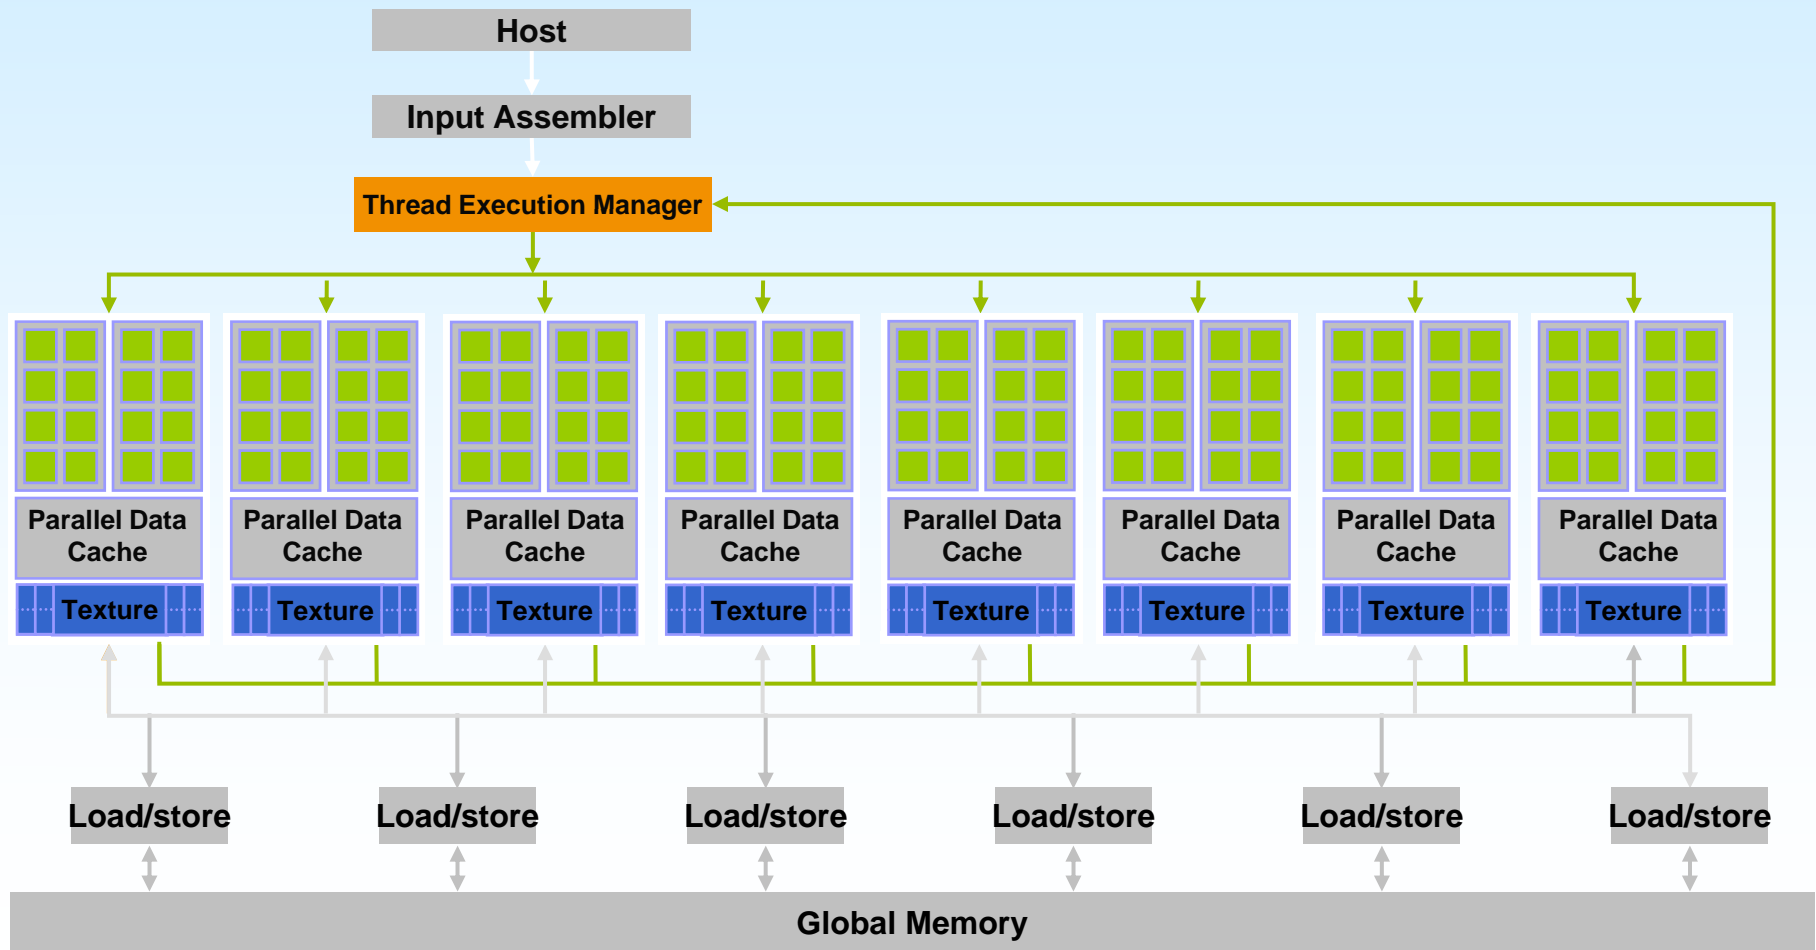 Host
Input Assembler
Thread Execution Manager
Parallel Data
Cache
Parallel Data
Cache
Parallel Data
Cache
Parallel Data
Cache
Parallel Data
Cache
Parallel Data
Cache
Parallel Data
Cache
Parallel Data
Cache
Texture
Texture
Texture
Texture
Texture
Texture
Texture
Texture
Load/store
Load/store
Load/store
Load/store
Load/store
Load/store
Global Memory